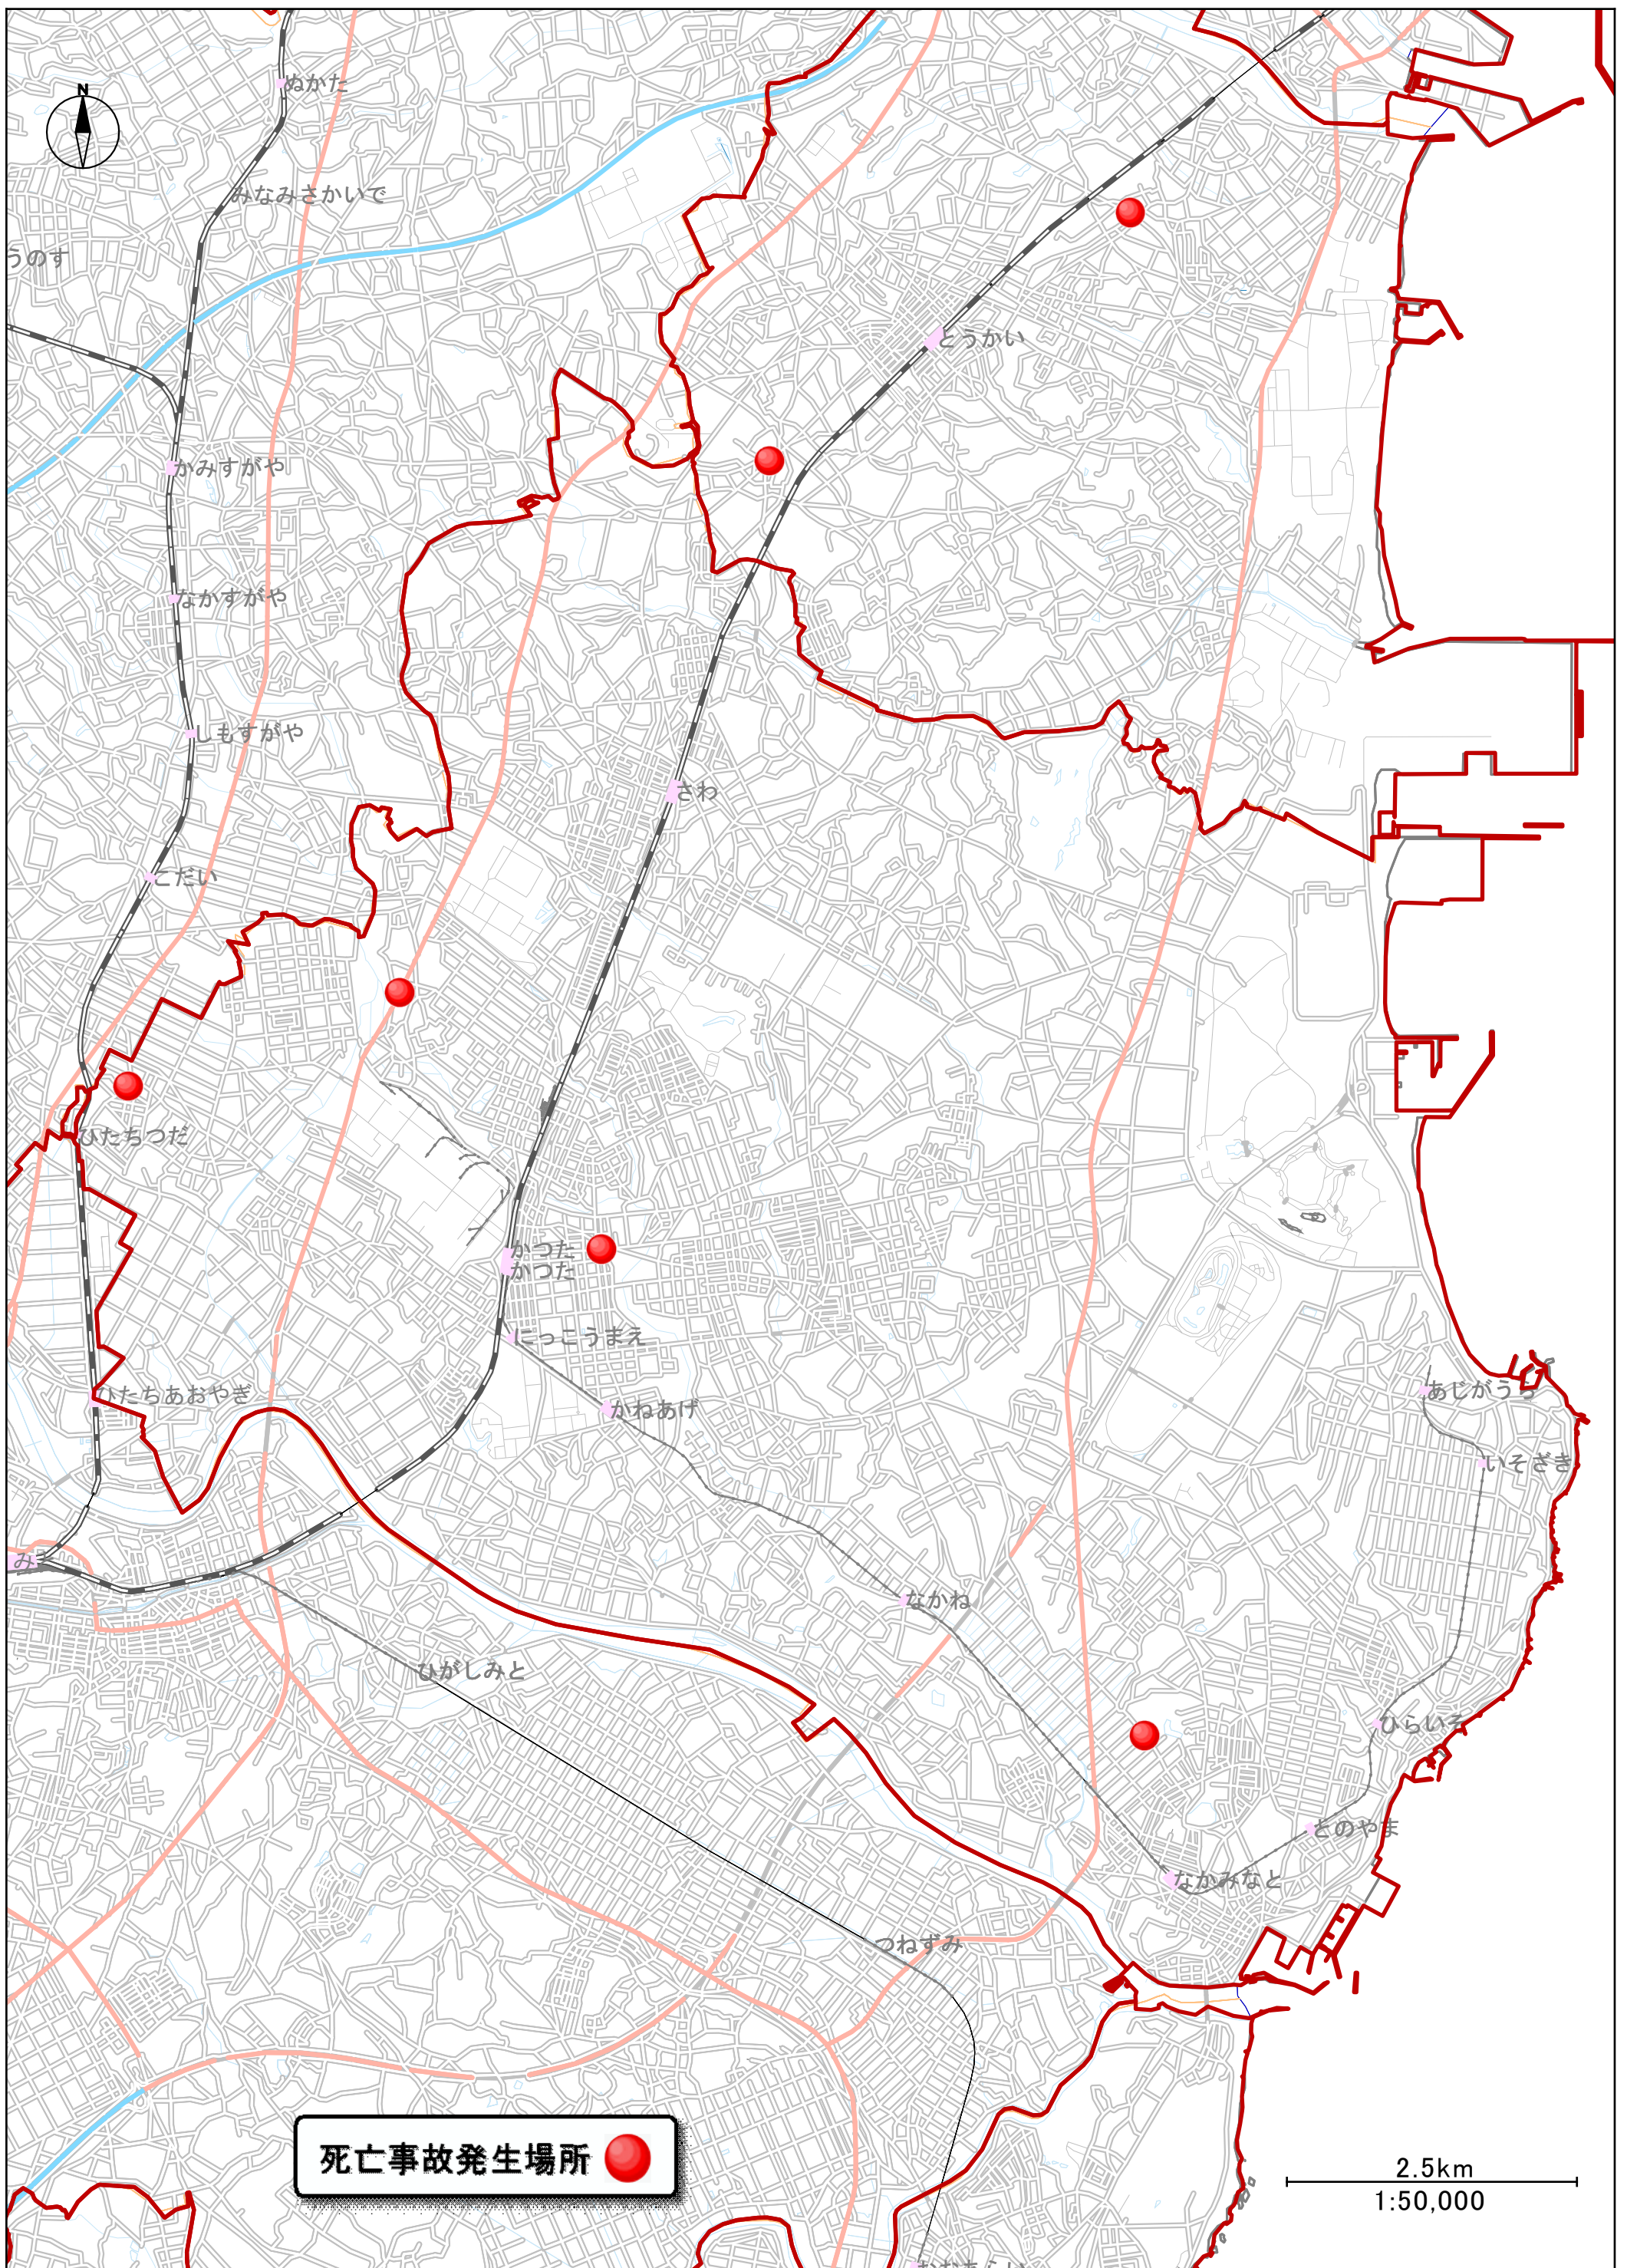 N
ぬかた
みなみさかいで
うのす
とうかい
かみすがや
なかすがや
しもすがや
さわ
こだい
ひたちつだ
かつた
かつた
にっこうまえ
あじがうら
ひたちあおやぎ
かねあげ
いそざき
み
なかね
ひがしみと
ひらいそ
とのやま
なかみなと
つねずみ
死亡事故発生場所
2.5km
1:50,000